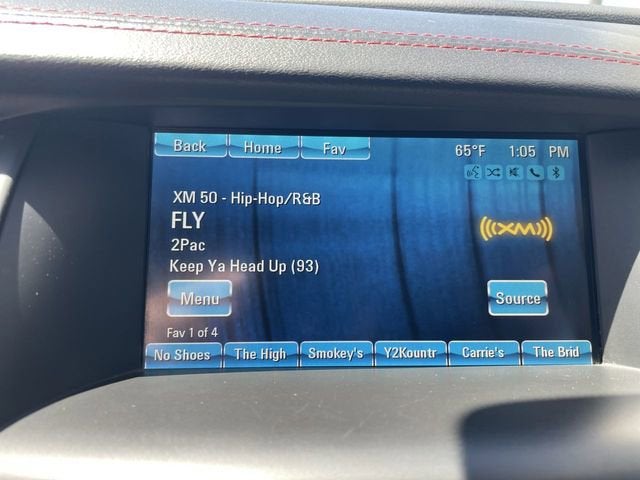 Back Home Fav 65°F 1:05 PM
XM 50 - Hip-Hop/R&B
FLY
((XM))
2Pac
Keep Ya Head Up (93)
Menu Source
Fav 1 of 4
No Shoes The High Smokey's Y2Kountr Carrie's The Brid